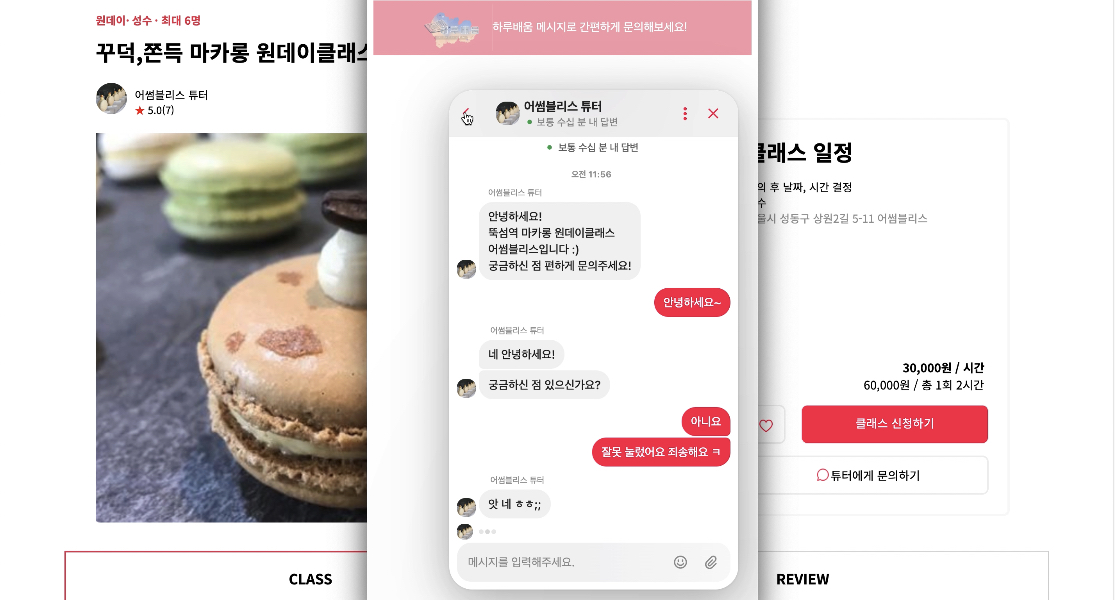 원데이· 성수 · 최대 6명
꾸덕,쫀득 마카롱 원데이클래스
어썸블리스 튜터
★ 5.0(7)
하루배움 메시지로 간편하게 문의해보세요!
어썸블리스 튜터
보통 수십 분 내 답변
보통 수십 분 내 답변
오전 11:56
어썸블리스 튜터
안녕하세요!
뚝섬역 마카롱 원데이클래스
어썸블리스입니다 :)
궁금하신 점 편하게 문의주세요!
안녕하세요~
어썸블리스 튜터
네 안녕하세요!
궁금하신 점 있으신가요?
아니요
잘못 눌렀어요 죄송해요 ㅋ
어썸블리스 튜터
앗 네 ㅎㅎ;;
메시지를 입력해주세요.
클래스 일정
의 후 날짜, 시간 결정
수
울시 성동구 상원2길 5-11 어썸블리스
30,000원 / 시간
60,000원 / 총 1회 2시간
클래스 신청하기
튜터에게 문의하기
CLASS
REVIEW